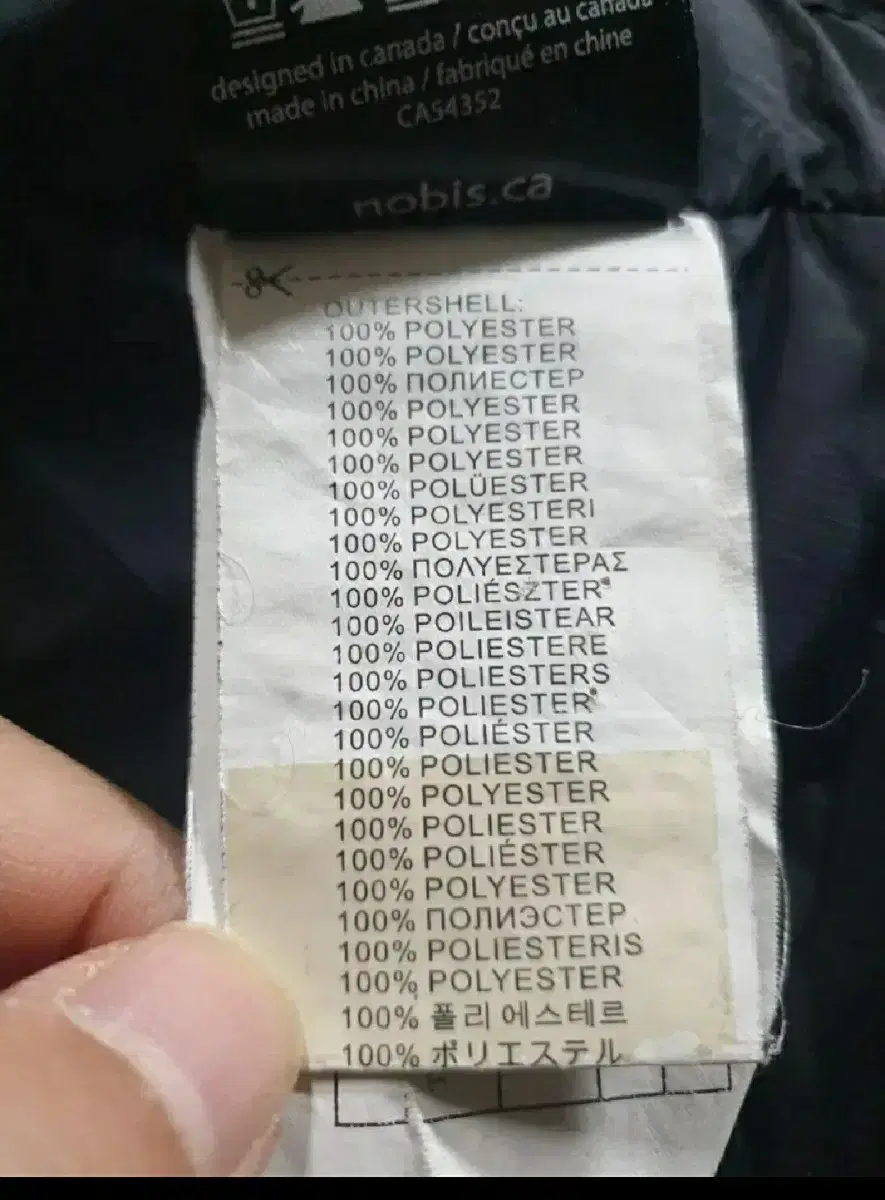 designed in canada / conçu au canada
made in china / fabriqué en chine
CA54352
nobis.ca
OUTERSHELL:
100% POLYESTER
100% POLYESTER
100% ПОЛИЕСТЕР
100% POLYESTER
100% POLYESTER
100% POLYESTER
100% POLÜESTER
100% POLYESTERI
100% POLYESTER
100% ΠΟΛΥΕΣΤΕΡΑΣ
100% POLIÉSZTER
100% POILEISTEAR
100% POLIESTERE
100% POLIESTERS
100% POLIESTER
100% POLIÉSTER
100% POLIESTER
100% POLYESTER
100% POLIESTER
100% POLIÉSTER
100% POLYESTER
100% ПОЛИЭСТЕР
100% POLIESTERIS
100% POLYESTER
100% 폴리에스테르
100% ポリエステル